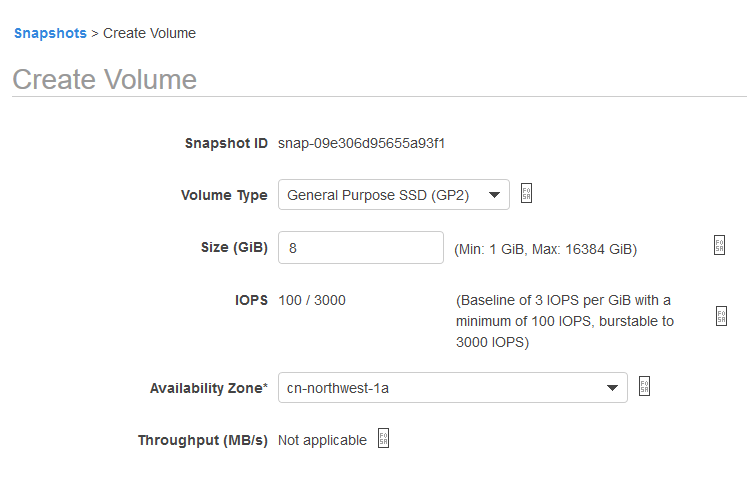 Snapshots > Create Volume
Create Volume
Snapshot ID snap-09e306d95655a93f1
Volume Type General Purpose SSD (GP2)
Size (GiB) 8 (Min: 1 GiB, Max: 16384 GiB)
IOPS 100 / 3000 (Baseline of 3 IOPS per GiB with a
minimum of 100 IOPS, burstable to
3000 IOPS)
Availability Zone* cn-northwest-1a
Throughput (MB/s) Not applicable